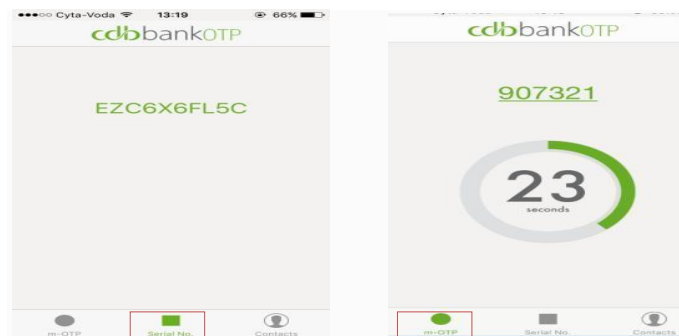 Cyta-Voda 13:19 66%
cdbbankOTP
EZC6X6FL5C
m-OTP Serial No. Contacts
cdbbankOTP
907321
23
seconds
m-OTP Serial No. Contacts